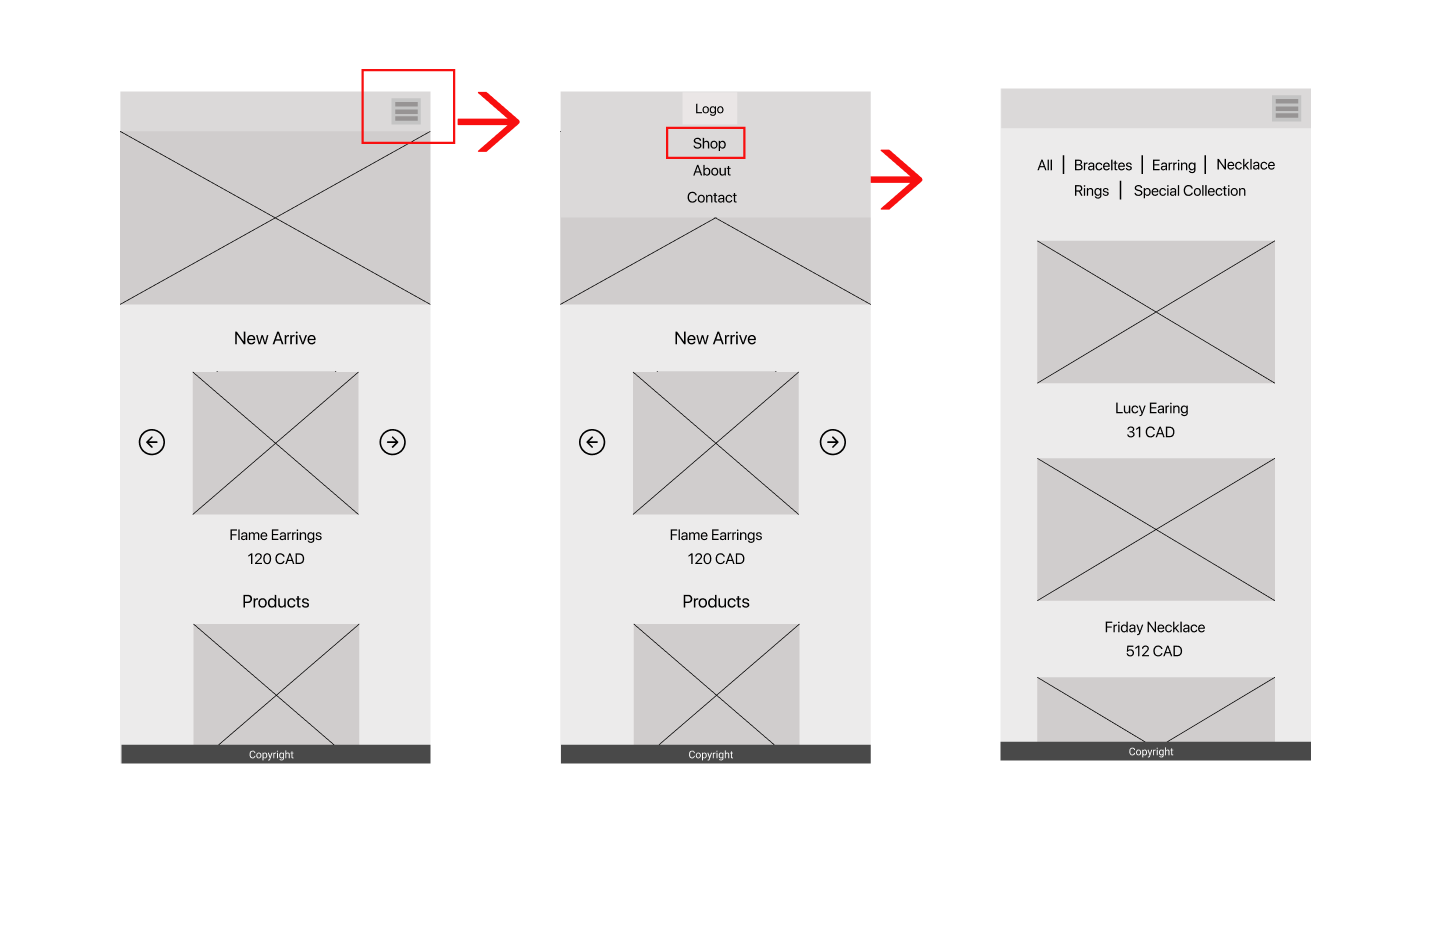 New Arrive
Flame Earrings
120 CAD
Products
Copyright
Logo
Shop
About
Contact
New Arrive
Flame Earrings
120 CAD
Products
Copyright
All | Braceltes | Earring | Necklace
Rings | Special Collection
Lucy Earing
31 CAD
Friday Necklace
512 CAD
Copyright